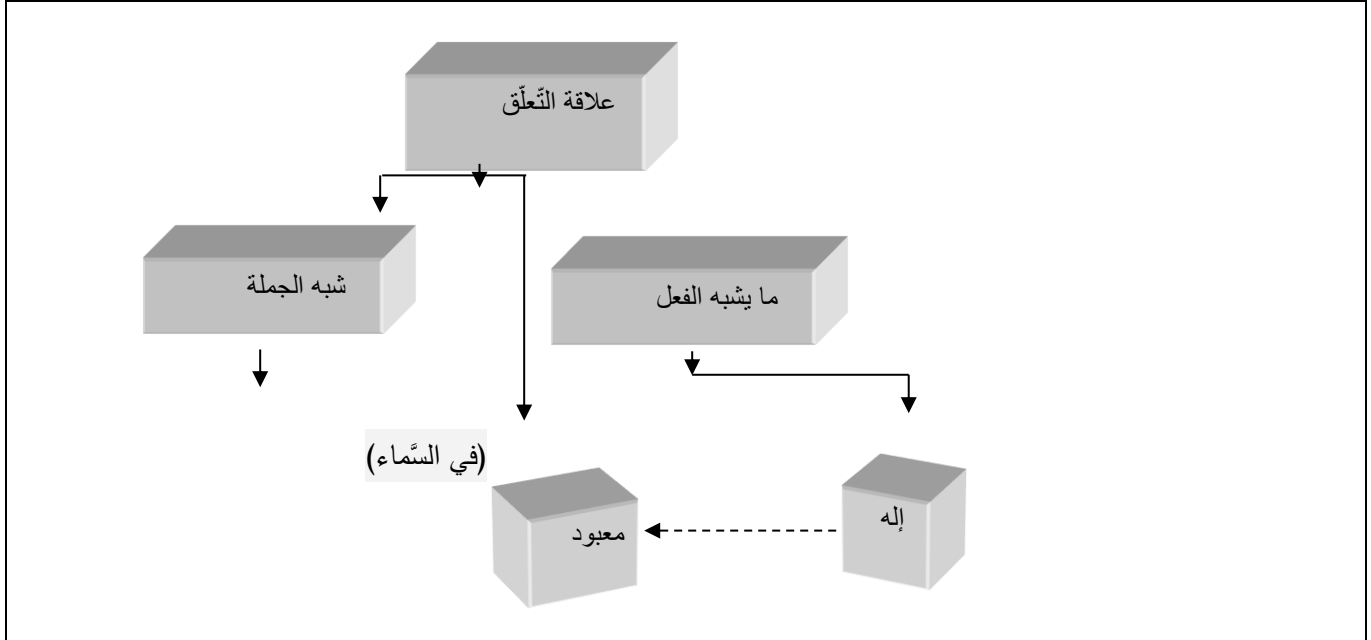 علاقة التّعلّق
ما يشبه الفعل
شبه الجملة
(في السَّماء)
إله
معبود